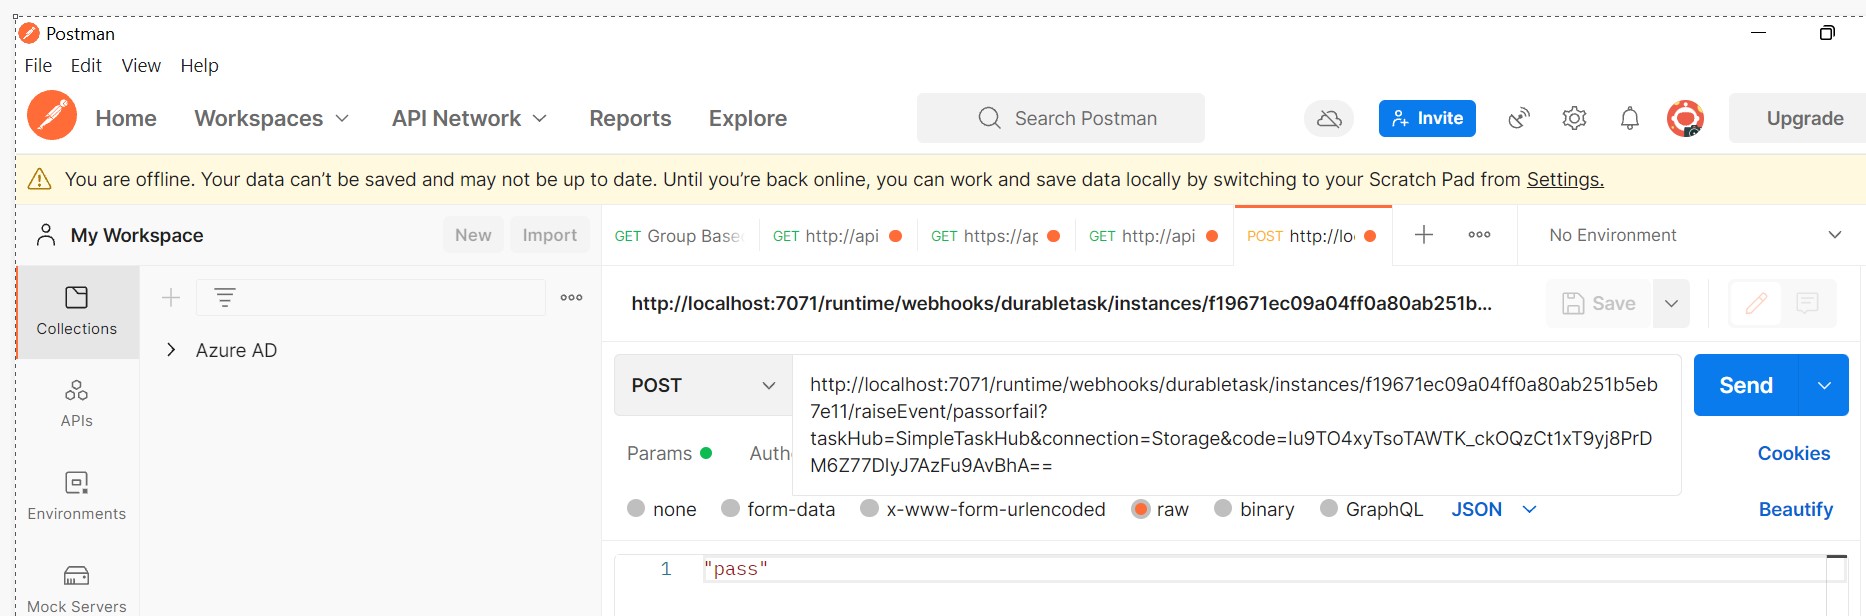 Postman
File Edit View Help
Home Workspaces API Network Reports Explore Search Postman Invite Upgrade
You are offline. Your data can't be saved and may not be up to date. Until you're back online, you can work and save data locally by switching to your Scratch Pad from Settings.
My Workspace New Import GET Group Base GET http://api GET https://ap GET http://api POST http://lo No Environment
Collections
Azure AD
APIs
Environments
Mock Servers
http://localhost:7071/runtime/webhooks/durabletask/instances/f19671ec09a04ff0a80ab251b... Save
POST
http://localhost:7071/runtime/webhooks/durabletask/instances/f19671ec09a04ff0a80ab251b5eb
7e11/raiseEvent/passorfail?
taskHub=SimpleTaskHub&connection=Storage&code=Iu9TO4xyTsoTAWTK_ckOQzCt1xT9yj8PrD
M6Z77DIyJ7AzFu9AvBhA==
Send
Params Auth Cookies
none form-data x-www-form-urlencoded raw binary GraphQL JSON Beautify
1 "pass"